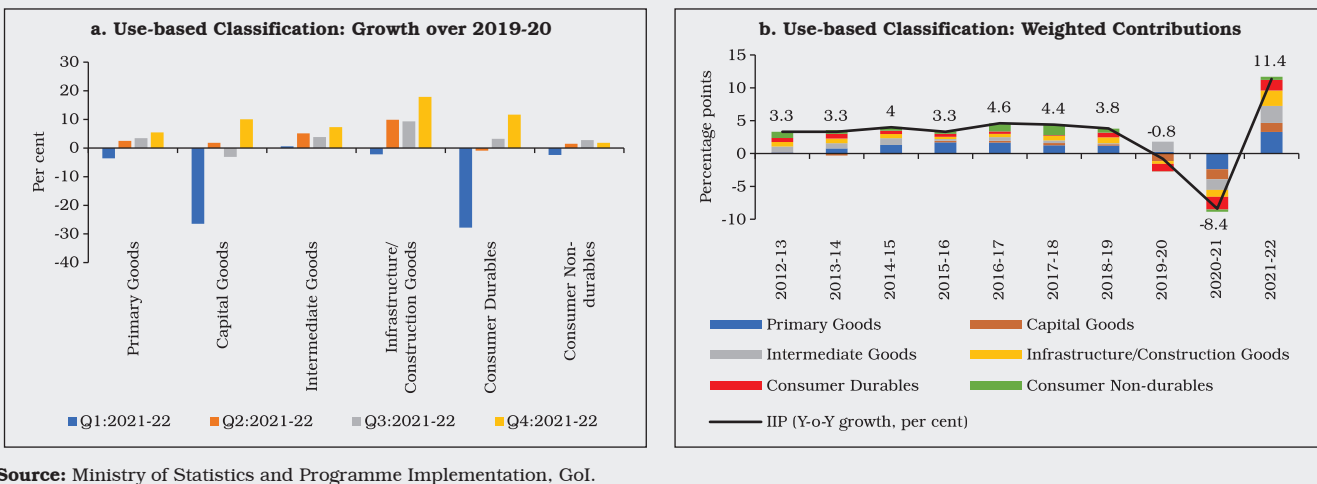 a. Use-based Classification: Growth over 2019-20
30
20
10
0
-10
-20
-30
-40
Per cent
Primary Goods
Capital Goods
Intermediate Goods
Infrastructure/
Construction Goods
Consumer Durables
Consumer Non-
durables
Q1:2021-22
Q2:2021-22
Q3:2021-22
Q4:2021-22
b. Use-based Classification: Weighted Contributions
15
10
5
0
-5
-10
Percentage points
3.3
3.3
4
3.3
4.6
4.4
3.8
-0.8
-8.4
11.4
2012-13
2013-14
2014-15
2015-16
2016-17
2017-18
2018-19
2019-20
2020-21
2021-22
Primary Goods
Capital Goods
Intermediate Goods
Infrastructure/Construction Goods
Consumer Durables
Consumer Non-durables
IIP (Y-o-Y growth, per cent)
Source: Ministry of Statistics and Programme Implementation, GoI.